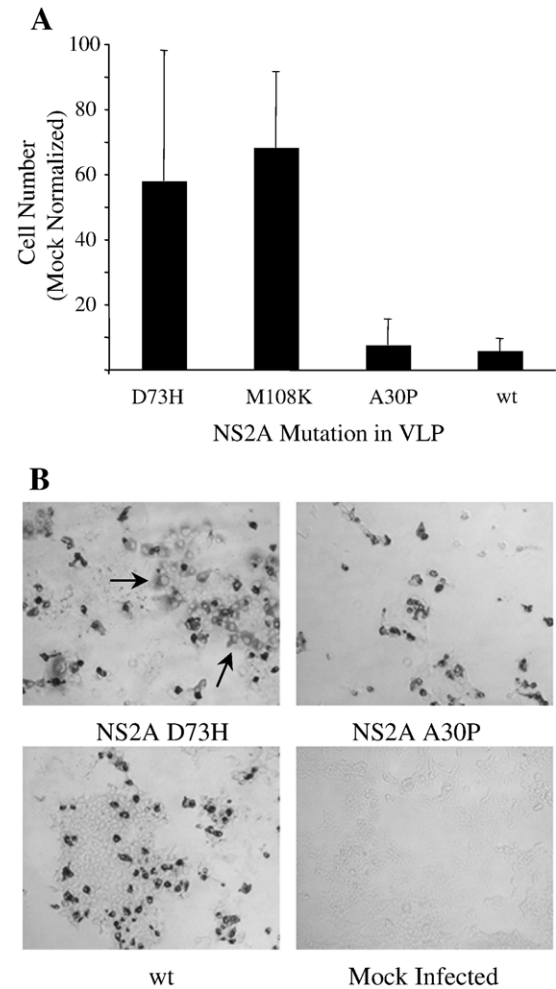 A
Cell Number
(Mock Normalized)
100
80
60
40
20
D73H M108K A30P wt
NS2A Mutation in VLP
B
NS2A D73H NS2A A30P
wt Mock Infected